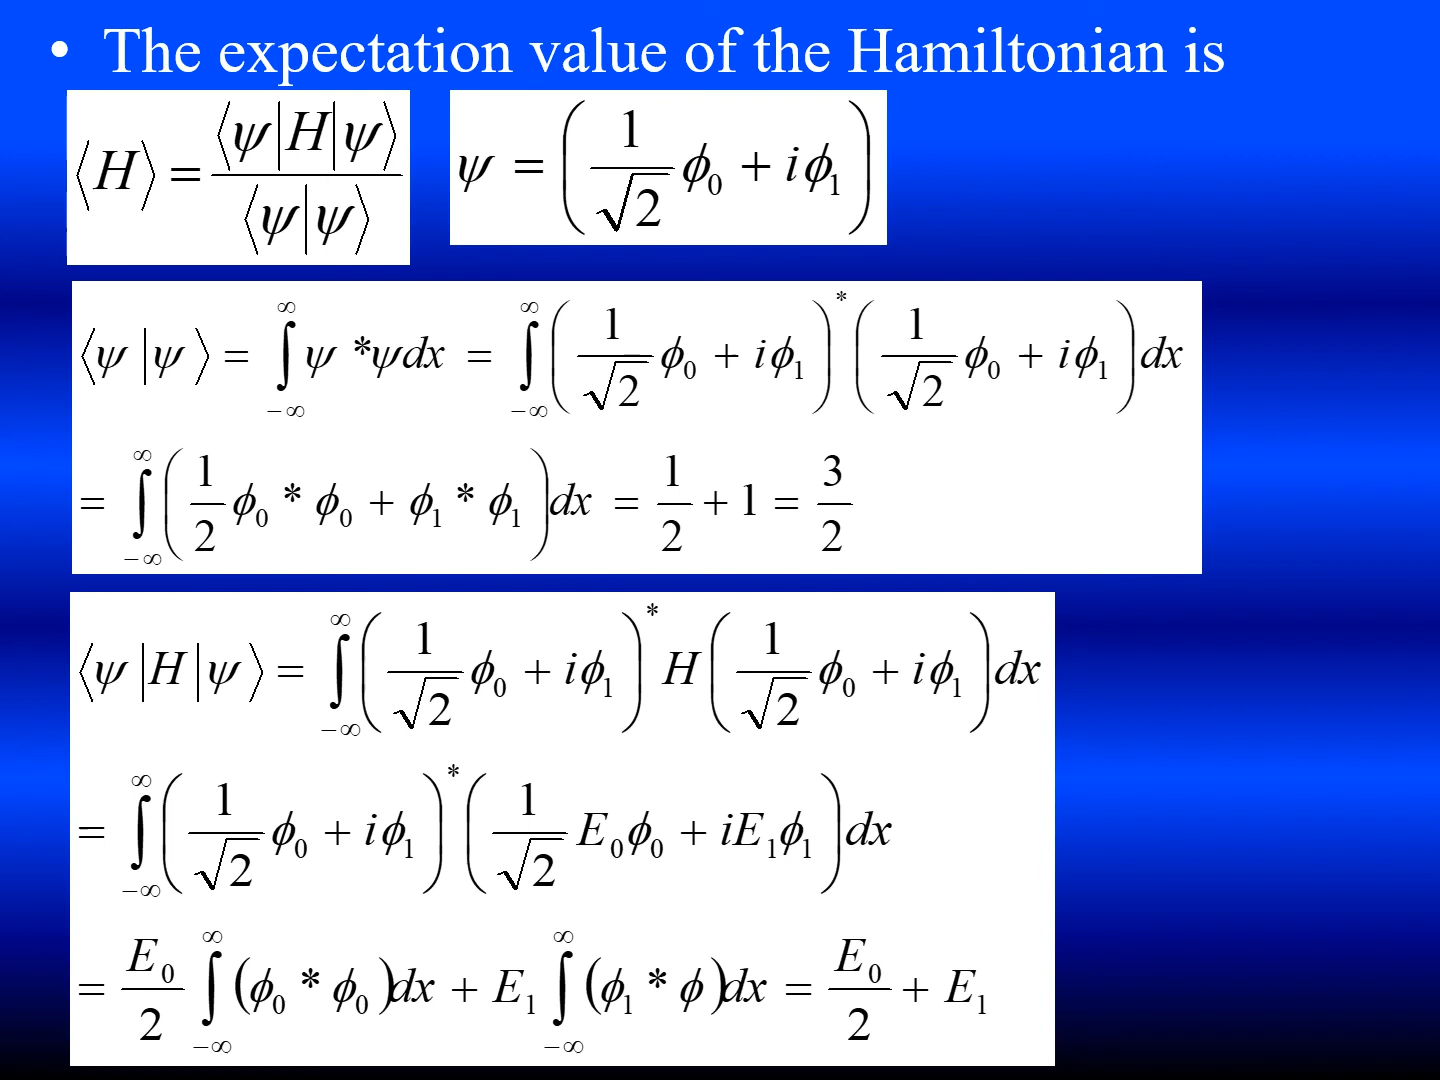 • The expectation value of the Hamiltonian is
⟨H⟩ = ⟨ψ|H|ψ⟩ / ⟨ψ|ψ⟩    ψ = (1/√2 ϕ₀ + iϕ₁)
⟨ψ|ψ⟩ = ∫_{−∞}^{∞} ψ*ψdx = ∫_{−∞}^{∞} (1/√2 ϕ₀ + iϕ₁)* (1/√2 ϕ₀ + iϕ₁)dx
= ∫_{−∞}^{∞} (1/2 ϕ₀*ϕ₀ + ϕ₁*ϕ₁)dx = 1/2 + 1 = 3/2
⟨ψ|H|ψ⟩ = ∫_{−∞}^{∞} (1/√2 ϕ₀ + iϕ₁)* H (1/√2 ϕ₀ + iϕ₁)dx
= ∫_{−∞}^{∞} (1/√2 ϕ₀ + iϕ₁)* (1/√2 E₀ϕ₀ + iE₁ϕ₁)dx
= E₀/2 ∫_{−∞}^{∞} (ϕ₀*ϕ₀)dx + E₁ ∫_{−∞}^{∞} (ϕ₁*ϕ)dx = E₀/2 + E₁